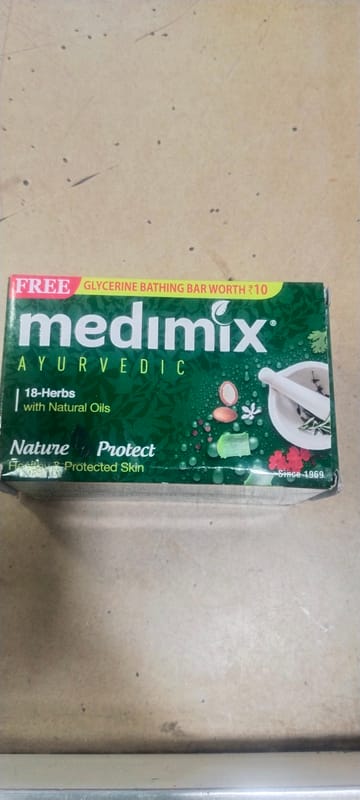 FREE GLYCERINE BATHING BAR WORTH ₹10
medimix®
AYURVEDIC
18-Herbs
with Natural Oils
Nature Protect
& Protected Skin
Since 1969